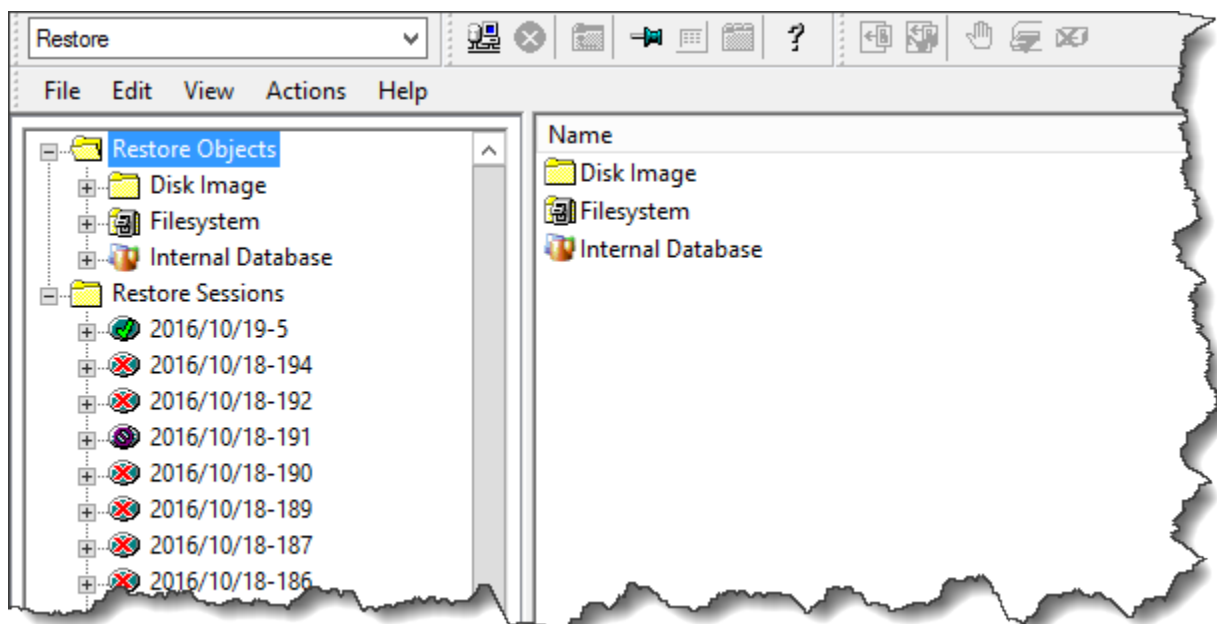 Restore
?
File Edit View Actions Help
Restore Objects
Disk Image
Filesystem
Internal Database
Restore Sessions
2016/10/19-5
2016/10/18-194
2016/10/18-192
2016/10/18-191
2016/10/18-190
2016/10/18-189
2016/10/18-187
2016/10/18-186
Name
Disk Image
Filesystem
Internal Database